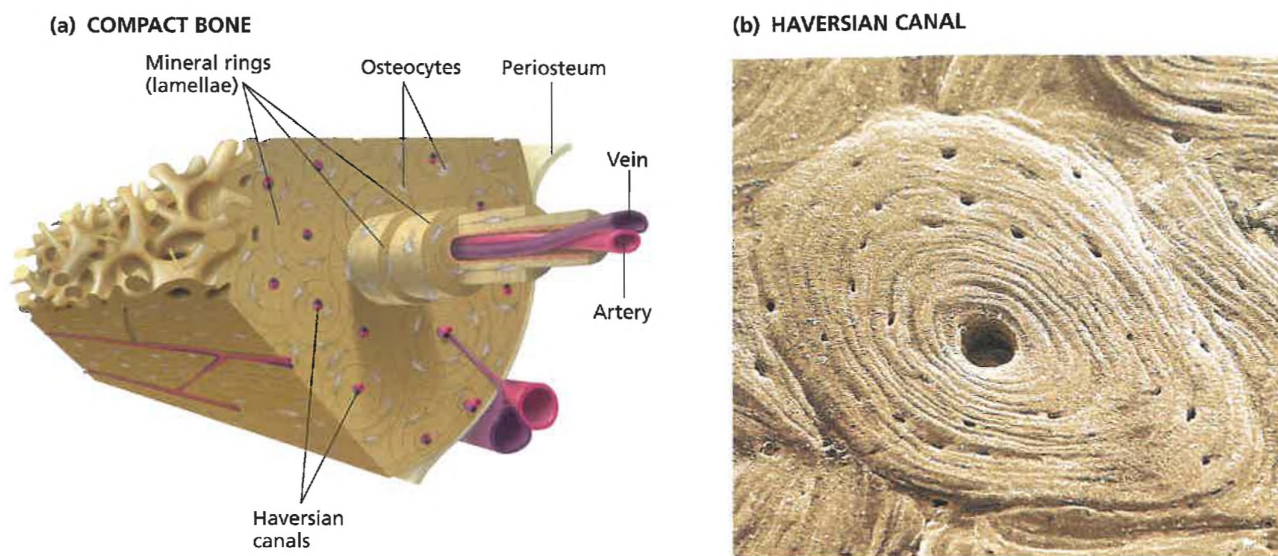 (a) COMPACT BONE
Mineral rings
(lamellae)
Osteocytes
Periosteum
Vein
Artery
Haversian
canals
(b) HAVERSIAN CANAL